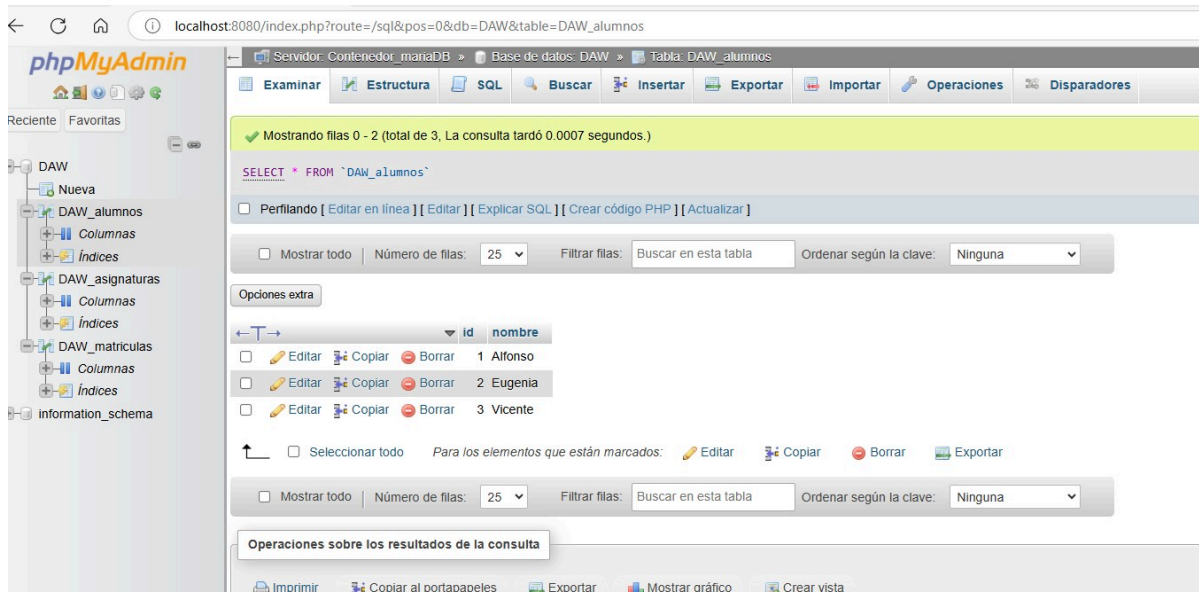 localhost:8080/index.php?route=/sql&pos=0&db=DAW&table=DAW_alumnos
phpMyAdmin
Reciente Favoritas
DAW
Nueva
DAW_alumnos
Columnas
Índices
DAW_asignaturas
Columnas
Índices
DAW_matriculas
Columnas
Índices
information_schema
Servidor: Contenedor_mariaDB » Base de datos: DAW » Tabla: DAW_alumnos
Examinar Estructura SQL Buscar Insertar Exportar Importar Operaciones Disparadores
Mostrando filas 0 - 2 (total de 3, La consulta tardó 0.0007 segundos.)
SELECT * FROM `DAW_alumnos`
Perfilando [ Editar en línea ] [ Editar ] [ Explicar SQL ] [ Crear código PHP ] [ Actualizar ]
Mostrar todo | Número de filas: 25 Filtrar filas: Buscar en esta tabla Ordenar según la clave: Ninguna
Opciones extra
←T→ id nombre
Editar Copiar Borrar 1 Alfonso
Editar Copiar Borrar 2 Eugenia
Editar Copiar Borrar 3 Vicente
Seleccionar todo Para los elementos que están marcados: Editar Copiar Borrar Exportar
Mostrar todo | Número de filas: 25 Filtrar filas: Buscar en esta tabla Ordenar según la clave: Ninguna
Operaciones sobre los resultados de la consulta
Imprimir Copiar al portapapeles Exportar Mostrar gráfico Crear vista